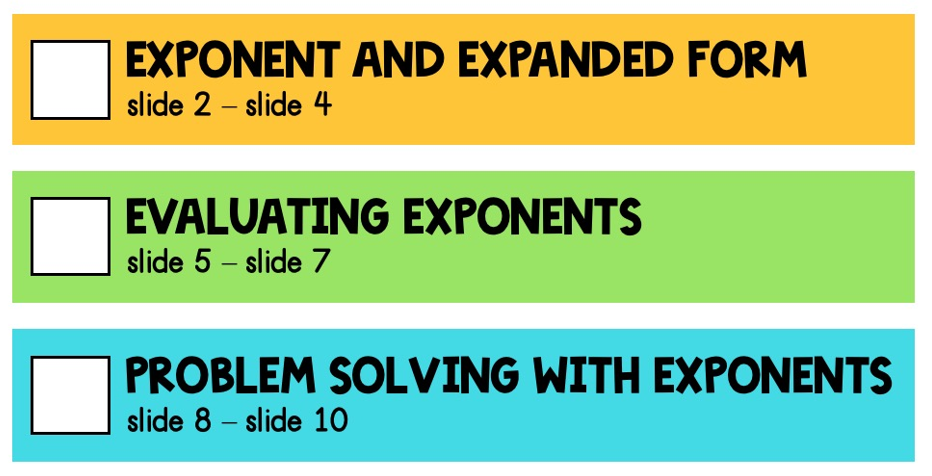 EXPONENT AND EXPANDED FORM
slide 2 – slide 4
EVALUATING EXPONENTS
slide 5 – slide 7
PROBLEM SOLVING WITH EXPONENTS
slide 8 – slide 10